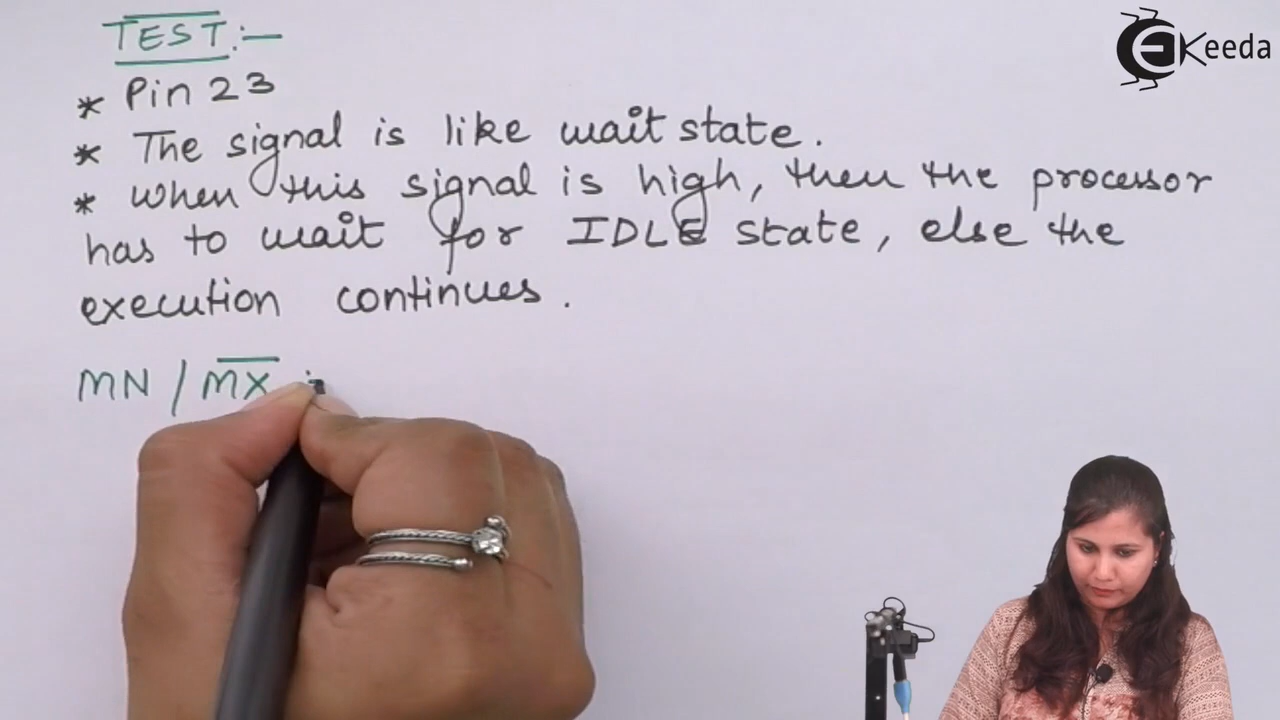 TEST:-
* Pin 23
* The signal is like wait state.
* When this signal is high, then the processor
has to wait for IDLE state, else the
execution continues.
MN / MX :
Ekeeda